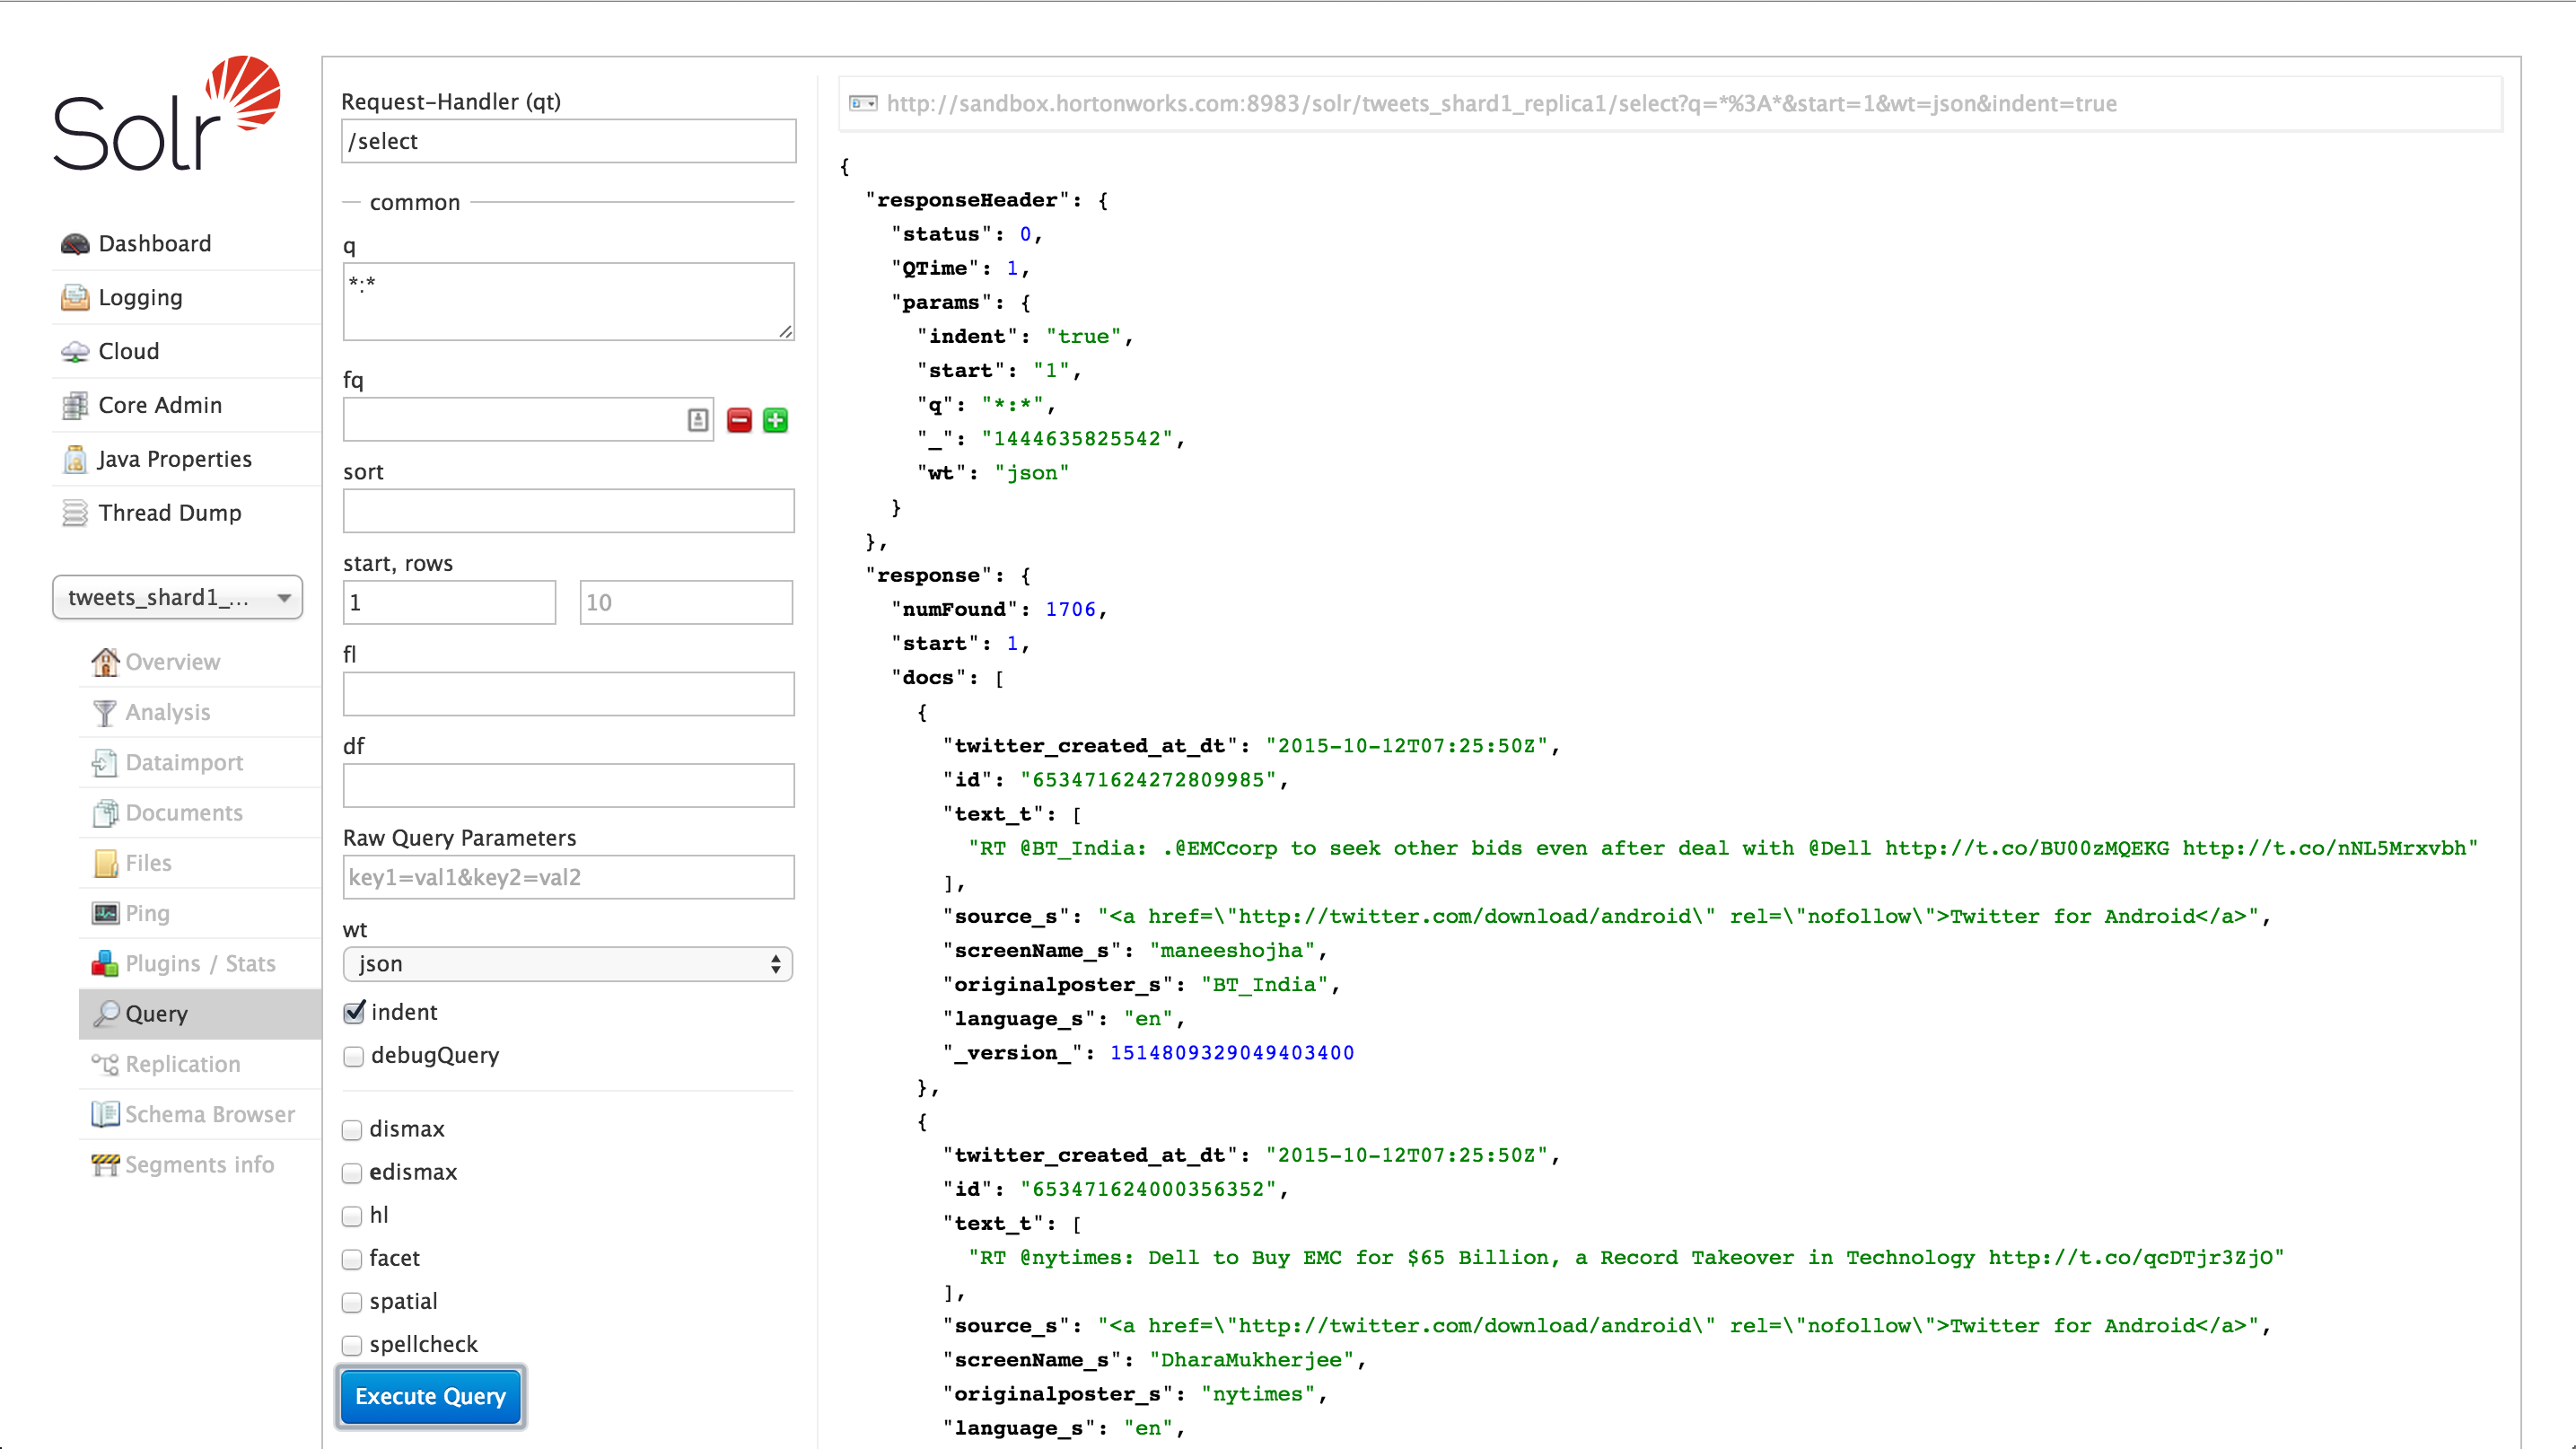 Solr
Dashboard
Logging
Cloud
Core Admin
Java Properties
Thread Dump
tweets_shard1_...
Overview
Analysis
Dataimport
Documents
Files
Ping
Plugins / Stats
Query
Replication
Schema Browser
Segments info
Request-Handler (qt)
/select
common
q
*:*
fq
sort
start, rows
1
10
fl
df
Raw Query Parameters
key1=val1&key2=val2
wt
json
indent
debugQuery
dismax
edismax
hl
facet
spatial
spellcheck
Execute Query
http://sandbox.hortonworks.com:8983/solr/tweets_shard1_replica1/select?q=*%3A*&start=1&wt=json&indent=true
{
"responseHeader": {
"status": 0,
"QTime": 1,
"params": {
"indent": "true",
"start": "1",
"q": "*:*",
"_": "1444635825542",
"wt": "json"
}
},
"response": {
"numFound": 1706,
"start": 1,
"docs": [
{
"twitter_created_at_dt": "2015-10-12T07:25:50Z",
"id": "653471624272809985",
"text_t": [
"RT @BT_India: .@EMCcorp to seek other bids even after deal with @Dell http://t.co/BU00zMQEKG http://t.co/nNL5Mrxvbh"
],
"source_s": "<a href=\"http://twitter.com/download/android\" rel=\"nofollow\">Twitter for Android</a>",
"screenName_s": "maneeshojha",
"originalposter_s": "BT_India",
"language_s": "en",
"_version_": 1514809329049403400
},
{
"twitter_created_at_dt": "2015-10-12T07:25:50Z",
"id": "653471624000356352",
"text_t": [
"RT @nytimes: Dell to Buy EMC for $65 Billion, a Record Takeover in Technology http://t.co/qcDTjr3ZjO"
],
"source_s": "<a href=\"http://twitter.com/download/android\" rel=\"nofollow\">Twitter for Android</a>",
"screenName_s": "DharaMukherjee",
"originalposter_s": "nytimes",
"language_s": "en",